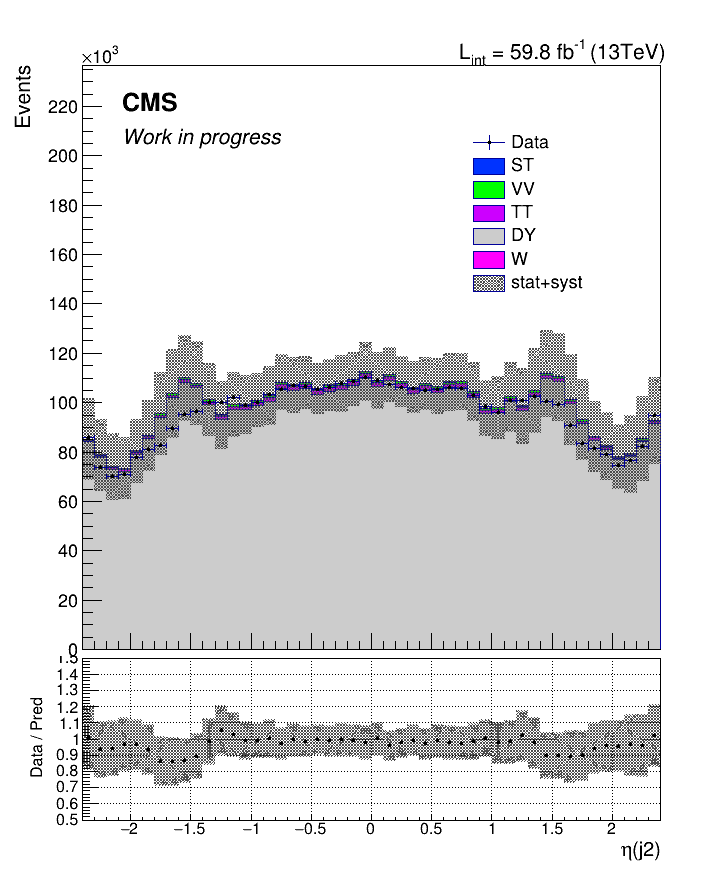 ×10³
L_int = 59.8 fb⁻¹ (13TeV)
Events
CMS
Work in progress
Data
ST
VV
TT
DY
W
stat+syst
220
200
180
160
140
120
100
80
60
40
20
0
1.5
1.4
1.3
1.2
1.1
1
0.9
0.8
0.7
0.6
0.5
Data / Pred
−2 −1.5 −1 −0.5 0 0.5 1 1.5 2
η(j2)